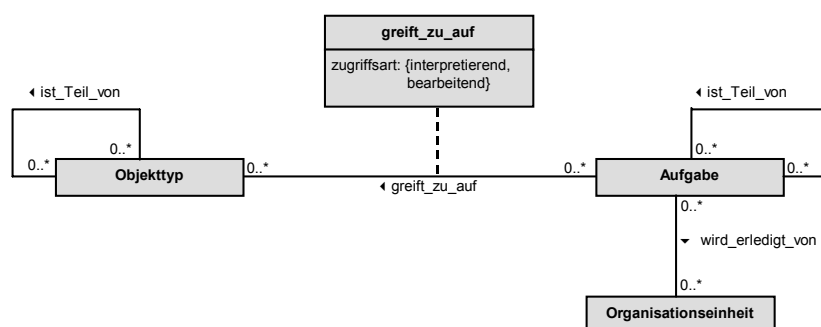 greift_zu_auf
zugriffsart: {interpretierend,
bearbeitend}
ist_Teil_von
ist_Teil_von
0..*
0..*
0..*
0..*
0..*
0..*
Objekttyp
Aufgabe
greift_zu_auf
0..*
wird_erledigt_von
0..*
Organisationseinheit